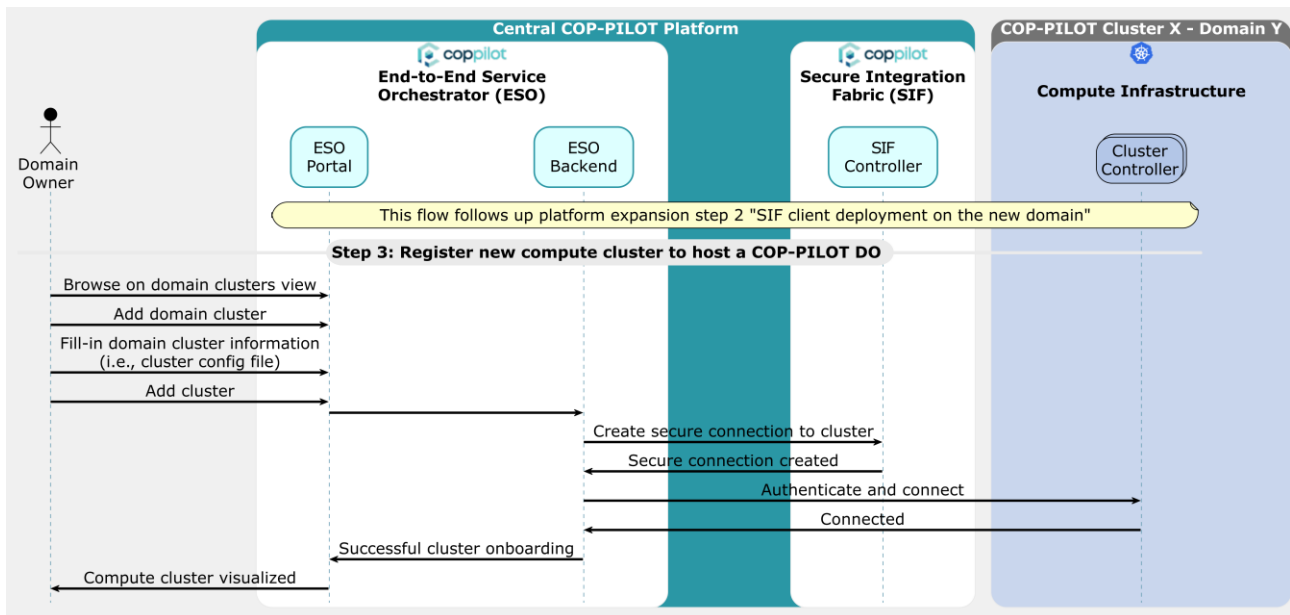 Central COP-PILOT Platform
COP-PILOT Cluster X - Domain Y
coppilot
coppilot
End-to-End Service
Orchestrator (ESO)
Secure Integration
Fabric (SIF)
Compute Infrastructure
Domain
Owner
ESO
Portal
ESO
Backend
SIF
Controller
Cluster
Controller
This flow follows up platform expansion step 2 "SIF client deployment on the new domain"
Step 3: Register new compute cluster to host a COP-PILOT DO
Browse on domain clusters view
Add domain cluster
Fill-in domain cluster information
(i.e., cluster config file)
Add cluster
Create secure connection to cluster
Secure connection created
Authenticate and connect
Connected
Successful cluster onboarding
Compute cluster visualized